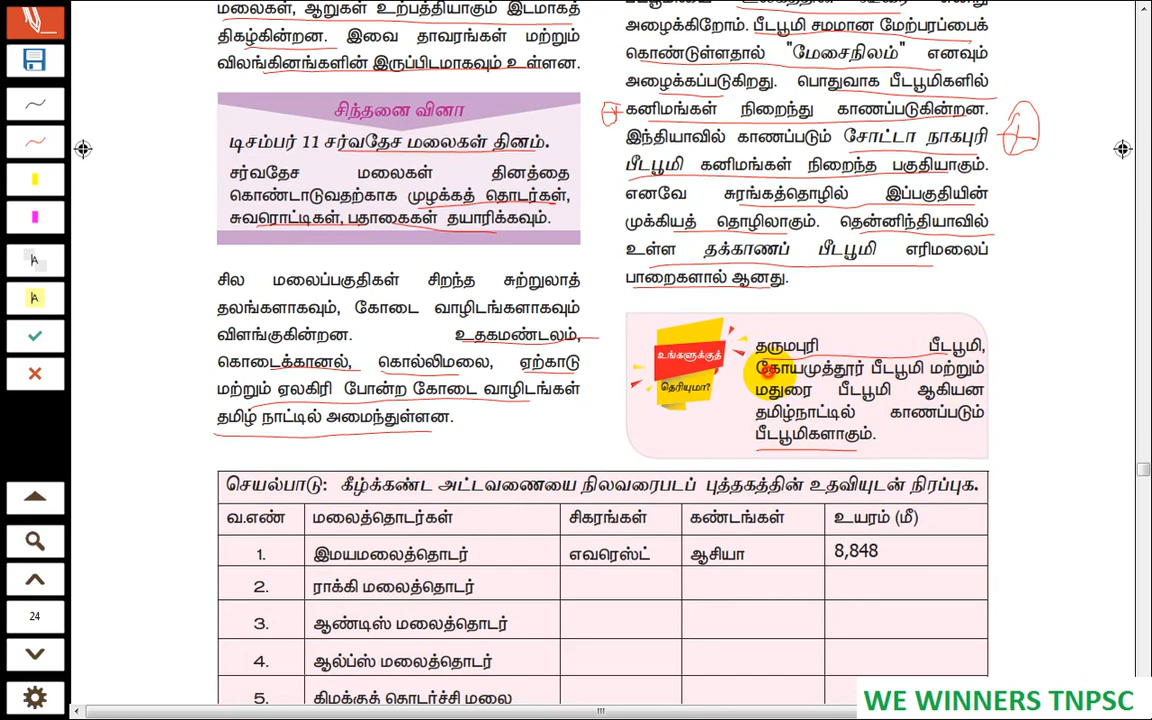 மலைகள், ஆறுகள் உற்பத்தியாகும் இடமாகத்
திகழ்கின்றன. இவை தாவரங்கள் மற்றும்
விலங்கினங்களின் இருப்பிடமாகவும் உள்ளன.
சிந்தனை வினா
டிசம்பர் 11 சர்வதேச மலைகள் தினம்.
சர்வதேச மலைகள் தினத்தை
கொண்டாடுவதற்காக முழக்கத் தொடர்கள்,
சுவரொட்டிகள், பதாகைகள் தயாரிக்கவும்.
சில மலைப்பகுதிகள் சிறந்த சுற்றுலாத்
தலங்களாகவும், கோடை வாழிடங்களாகவும்
விளங்குகின்றன. உதகமண்டலம்,
கொடைக்கானல், கொல்லிமலை, ஏற்காடு
மற்றும் ஏலகிரி போன்ற கோடை வாழிடங்கள்
தமிழ் நாட்டில் அமைந்துள்ளன.
அழைக்கிறோம். பீடபூமி சமமான மேற்பரப்பைக்
கொண்டுள்ளதால் "மேசைநிலம்" எனவும்
அழைக்கப்படுகிறது. பொதுவாக பீடபூமிகளில்
கனிமங்கள் நிறைந்து காணப்படுகின்றன.
இந்தியாவில் காணப்படும் சோட்டா நாகபுரி
பீடபூமி கனிமங்கள் நிறைந்த பகுதியாகும்.
எனவே சுரங்கத்தொழில் இப்பகுதியின்
முக்கியத் தொழிலாகும். தென்னிந்தியாவில்
உள்ள தக்காணப் பீடபூமி எரிமலைப்
பாறைகளால் ஆனது.
உங்களுக்குத்
தெரியுமா?
தருமபுரி பீடபூமி,
கோயமுத்தூர் பீடபூமி மற்றும்
மதுரை பீடபூமி ஆகியன
தமிழ்நாட்டில் காணப்படும்
பீடபூமிகளாகும்.
செயல்பாடு: கீழ்க்கண்ட அட்டவணையை நிலவரைபடப் புத்தகத்தின் உதவியுடன் நிரப்புக.
வ.எண் மலைத்தொடர்கள் சிகரங்கள் கண்டங்கள் உயரம் (மீ)
1. இமயமலைத்தொடர் எவரெஸ்ட் ஆசியா 8,848
2. ராக்கி மலைத்தொடர்
3. ஆண்டிஸ் மலைத்தொடர்
4. ஆல்ப்ஸ் மலைத்தொடர்
5. கிழக்குத் தொடர்ச்சி மலை
24
WE WINNERS TNPSC